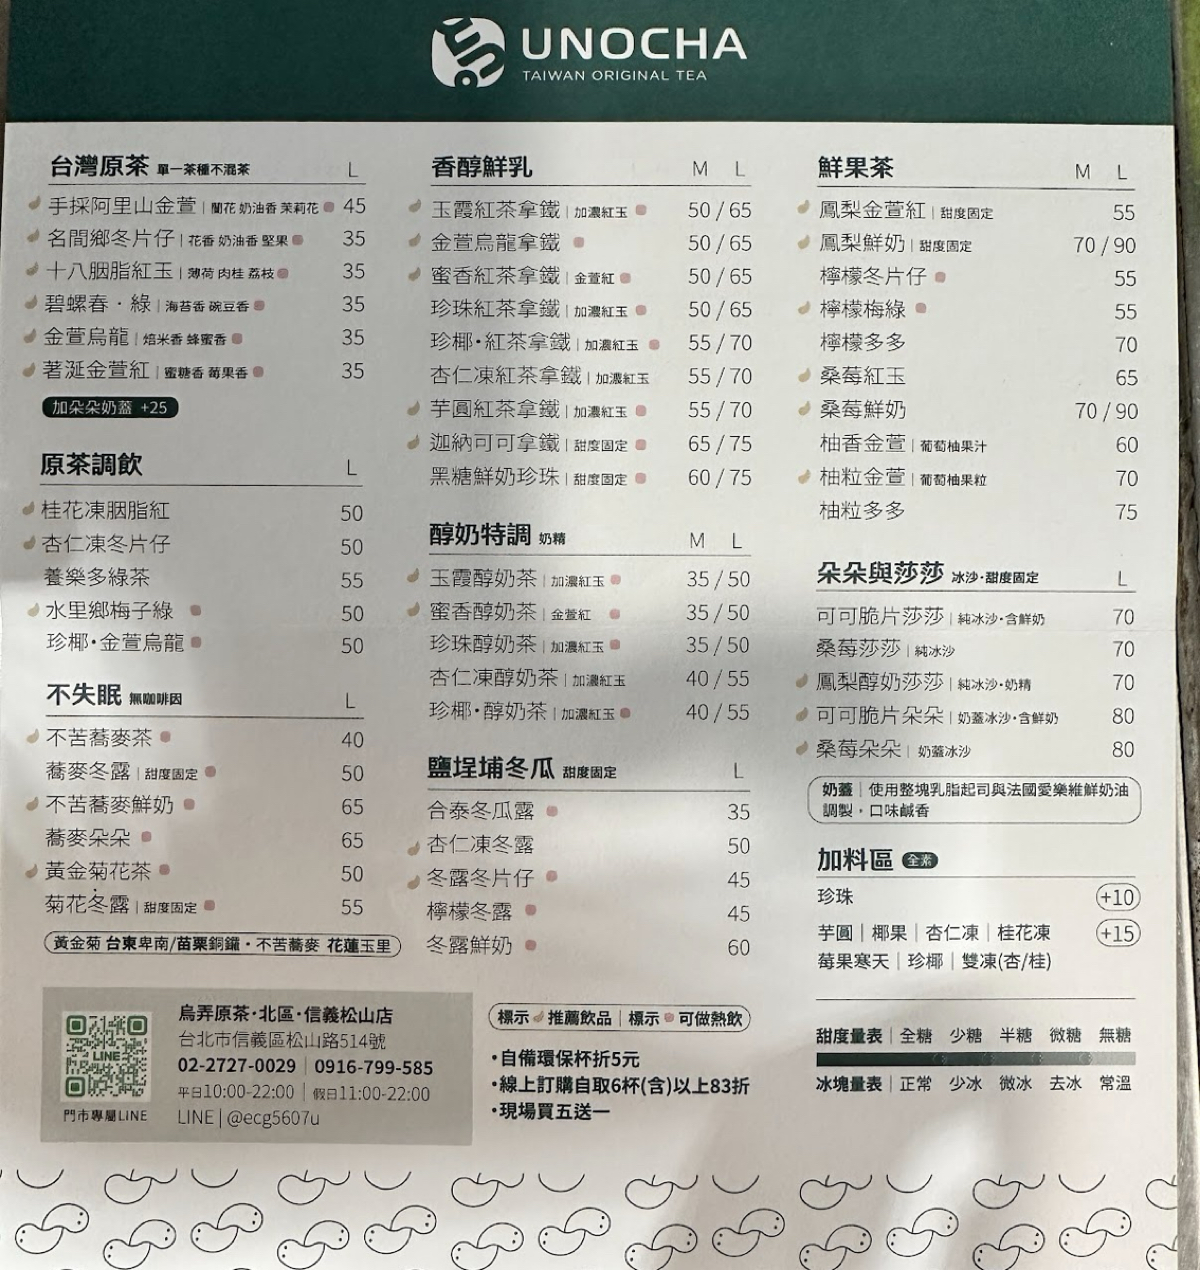 UNOCHA
TAIWAN ORIGINAL TEA
台灣原茶 單一茶種不混茶 L
手採阿里山金萱 | 蘭花 奶油香 茉莉花 45
名間鄉冬片仔 | 花香 奶油香 堅果 35
十八胭脂紅玉 | 薄荷 肉桂 荔枝 35
碧螺春・綠 | 海苔香 碗豆香 35
金萱烏龍 | 焙米香 蜂蜜香 35
著涎金萱紅 | 蜜糖香 莓果香 35
加朵朵奶蓋 +25
原茶調飲 L
桂花凍胭脂紅 50
杏仁凍冬片仔 50
養樂多綠茶 55
水里鄉梅子綠 50
珍椰・金萱烏龍 50
不失眠 無咖啡因 L
不苦蕎麥茶 40
蕎麥冬露 | 甜度固定 50
不苦蕎麥鮮奶 65
蕎麥朵朵 65
黃金菊花茶 50
菊花冬露 | 甜度固定 55
黃金菊 台東卑南/苗栗銅鑼・不苦蕎麥 花蓮玉里
香醇鮮乳 M L
玉霞紅茶拿鐵 | 加濃紅玉 50 / 65
金萱烏龍拿鐵 50 / 65
蜜香紅茶拿鐵 | 金萱紅 50 / 65
珍珠紅茶拿鐵 | 加濃紅玉 50 / 65
珍椰・紅茶拿鐵 | 加濃紅玉 55 / 70
杏仁凍紅茶拿鐵 | 加濃紅玉 55 / 70
芋圓紅茶拿鐵 | 加濃紅玉 55 / 70
迦納可可拿鐵 | 甜度固定 65 / 75
黑糖鮮奶珍珠 | 甜度固定 60 / 75
醇奶特調 奶精 M L
玉霞醇奶茶 | 加濃紅玉 35 / 50
蜜香醇奶茶 | 金萱紅 35 / 50
珍珠醇奶茶 | 加濃紅玉 35 / 50
杏仁凍醇奶茶 | 加濃紅玉 40 / 55
珍椰・醇奶茶 | 加濃紅玉 40 / 55
鹽埕埔冬瓜 甜度固定 L
合泰冬瓜露 35
杏仁凍冬露 50
冬露冬片仔 45
檸檬冬露 45
冬露鮮奶 60
鮮果茶 M L
鳳梨金萱紅 | 甜度固定 55
鳳梨鮮奶 | 甜度固定 70 / 90
檸檬冬片仔 55
檸檬梅綠 55
檸檬多多 70
桑莓紅玉 65
桑莓鮮奶 70 / 90
柚香金萱 | 葡萄柚果汁 60
柚粒金萱 | 葡萄柚果粒 70
柚粒多多 75
朵朵與莎莎 冰沙・甜度固定 L
可可脆片莎莎 | 純冰沙・含鮮奶 70
桑莓莎莎 | 純冰沙 70
鳳梨醇奶莎莎 | 純冰沙・奶精 70
可可脆片朵朵 | 奶蓋冰沙・含鮮奶 80
桑莓朵朵 | 奶蓋冰沙 80
奶蓋 | 使用整塊乳脂起司與法國愛樂維鮮奶油
調製，口味鹹香
加料區 全素
珍珠 +10
芋圓 | 椰果 | 杏仁凍 | 桂花凍 +15
莓果寒天 | 珍椰 | 雙凍(杏/桂)
甜度量表 | 全糖 少糖 半糖 微糖 無糖
冰塊量表 | 正常 少冰 微冰 去冰 常溫
標示 推薦飲品 | 標示 可做熱飲
・自備環保杯折5元
・線上訂購自取6杯(含)以上83折
・現場買五送一
LINE
門市專屬LINE
烏弄原茶・北區・信義松山店
台北市信義區松山路514號
02-2727-0029 | 0916-799-585
平日10:00-22:00 | 假日11:00-22:00
LINE | @ecg5607u